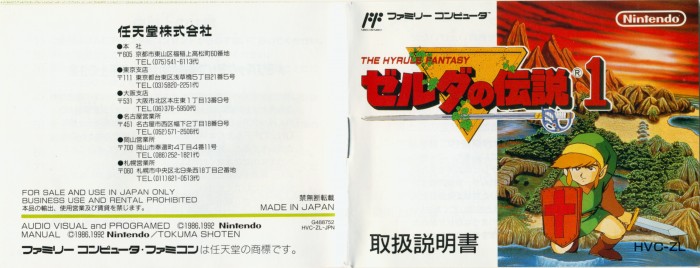 任天堂株式会社
●本 社
〒605 京都市東山区福稲上高松町60番地
TEL(075)541-6113代
●東京支店
〒111 東京都台東区浅草橋5丁目21番5号
TEL(03)5820-2251代
●大阪支店
〒531 大阪市北区本庄東1丁目13番9号
TEL(06)376-5950代
●名古屋営業所
〒451 名古屋市西区幅下2丁目18番9号
TEL(052)571-2506代
●岡山営業所
〒700 岡山市奉還町4丁目4番11号
TEL(086)252-1821代
●札幌営業所
〒060 札幌市中央区北9条西18丁目2番地
TEL(011)621-0513代
FOR SALE AND USE IN JAPAN ONLY
BUSINESS USE AND RENTAL PROHIBITED
本品の輸出、使用営業及び賃貸を禁じます。
禁無断転載
MADE IN JAPAN
AUDIO VISUAL and PROGRAMED ©1986,1992 Nintendo
MANUAL ©1986,1992 Nintendo/TOKUMA SHOTEN
G488752
HVC-ZL-JPN
ファミリー コンピュータ・ファミコンは任天堂の商標です。
ファミリー コンピュータ
Nintendo
THE HYRULE FANTASY
ゼルダの伝説®1
取扱説明書
HVC-ZL